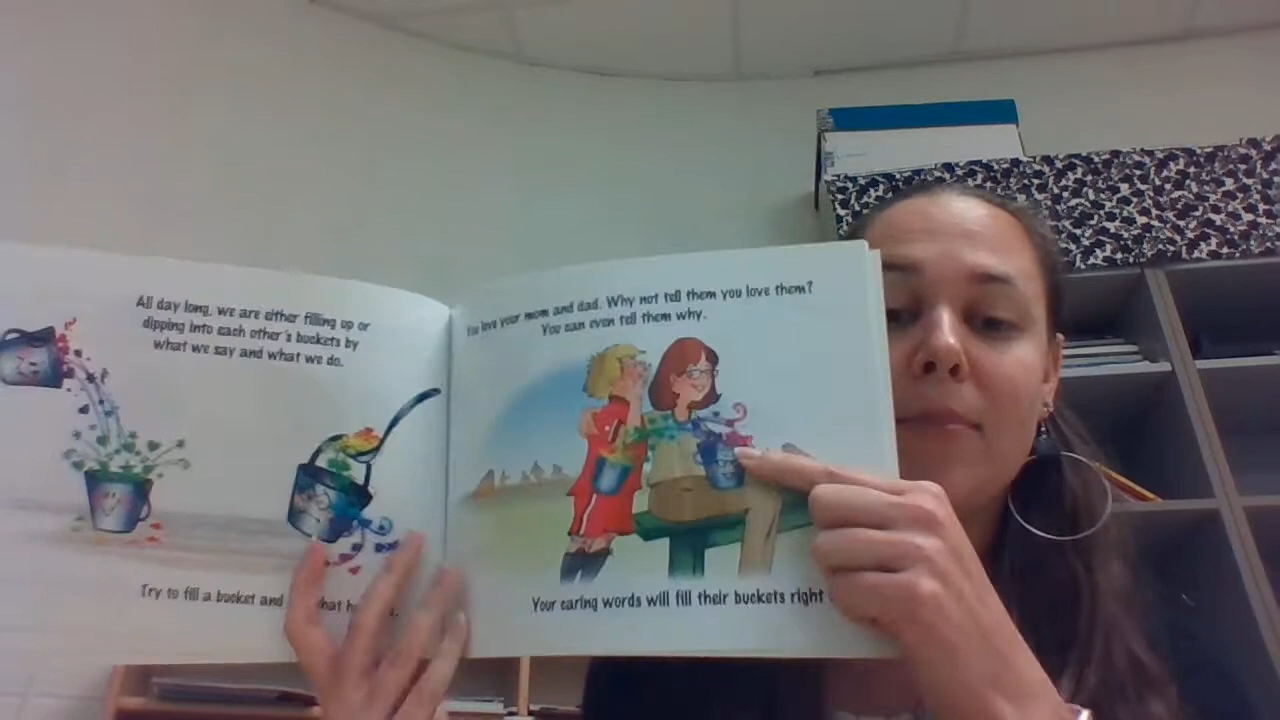 All day long, we are either filling up or
dipping into each other's buckets by
what we say and what we do.
Try to fill a bucket and
You love your mom and dad. Why not tell them you love them?
You can even tell them why.
Your caring words will fill their buckets right